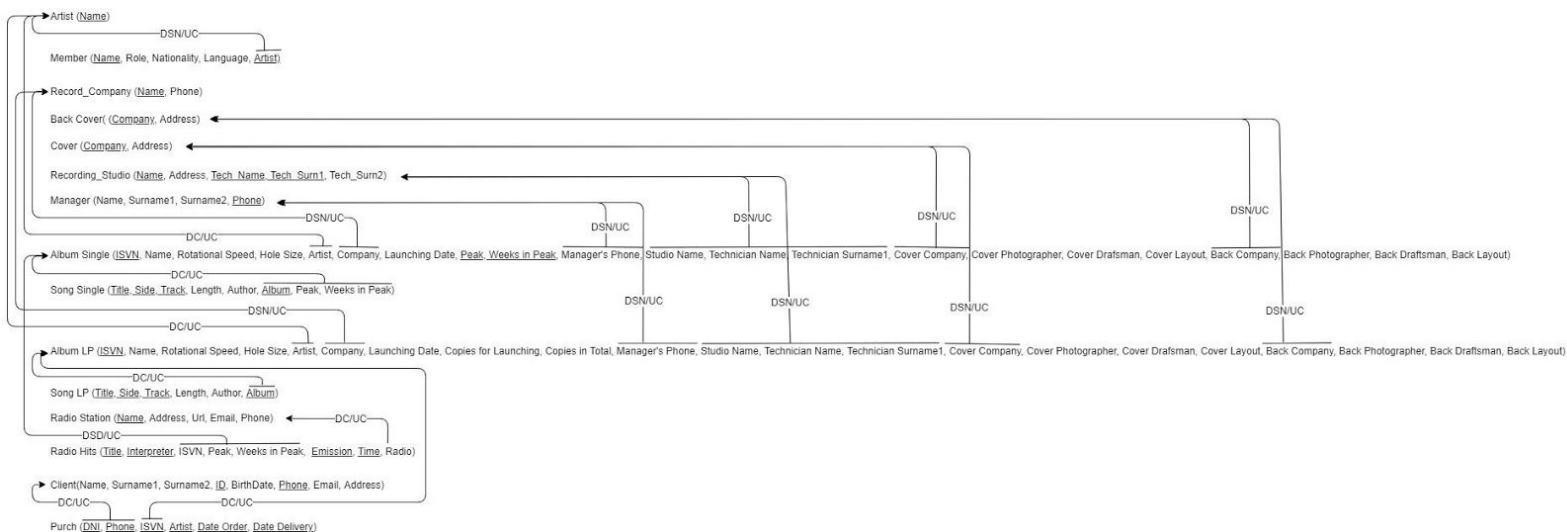 Artist (Name)
DSN/UC
Member (Name, Role, Nationality, Language, Artist)
Record_Company (Name, Phone)
Back Cover( (Company, Address)
Cover (Company, Address)
Recording_Studio (Name, Address, Tech_Name, Tech_Surn1, Tech_Surn2)
Manager (Name, Surname1, Surname2, Phone)
DSN/UC DSN/UC DSN/UC DSN/UC DSN/UC
DC/UC
Album Single (ISVN, Name, Rotational Speed, Hole Size, Artist, Company, Launching Date, Peak, Weeks in Peak, Manager's Phone, Studio Name, Technician Name, Technician Surname1, Cover Company, Cover Photographer, Cover Drafsman, Cover Layout, Back Company, Back Photographer, Back Draftsman, Back Layout)
DC/UC
Song Single (Title, Side, Track, Length, Author, Album, Peak, Weeks in Peak)
DSN/UC DSN/UC DSN/UC DSN/UC DSN/UC
DC/UC
Album LP (ISVN, Name, Rotational Speed, Hole Size, Artist, Company, Launching Date, Copies for Launching, Copies in Total, Manager's Phone, Studio Name, Technician Name, Technician Surname1, Cover Company, Cover Photographer, Cover Drafsman, Cover Layout, Back Company, Back Photographer, Back Draftsman, Back Layout)
DC/UC
Song LP (Title, Side, Track, Length, Author, Album)
Radio Station (Name, Address, Url, Email, Phone) DC/UC
DSD/UC
Radio Hits (Title, Interpreter, ISVN, Peak, Weeks in Peak, Emission, Time, Radio)
Client(Name, Surname1, Surname2, ID, BirthDate, Phone, Email, Address)
DC/UC DC/UC
Purch (DNI, Phone, ISVN, Artist, Date Order, Date Delivery)